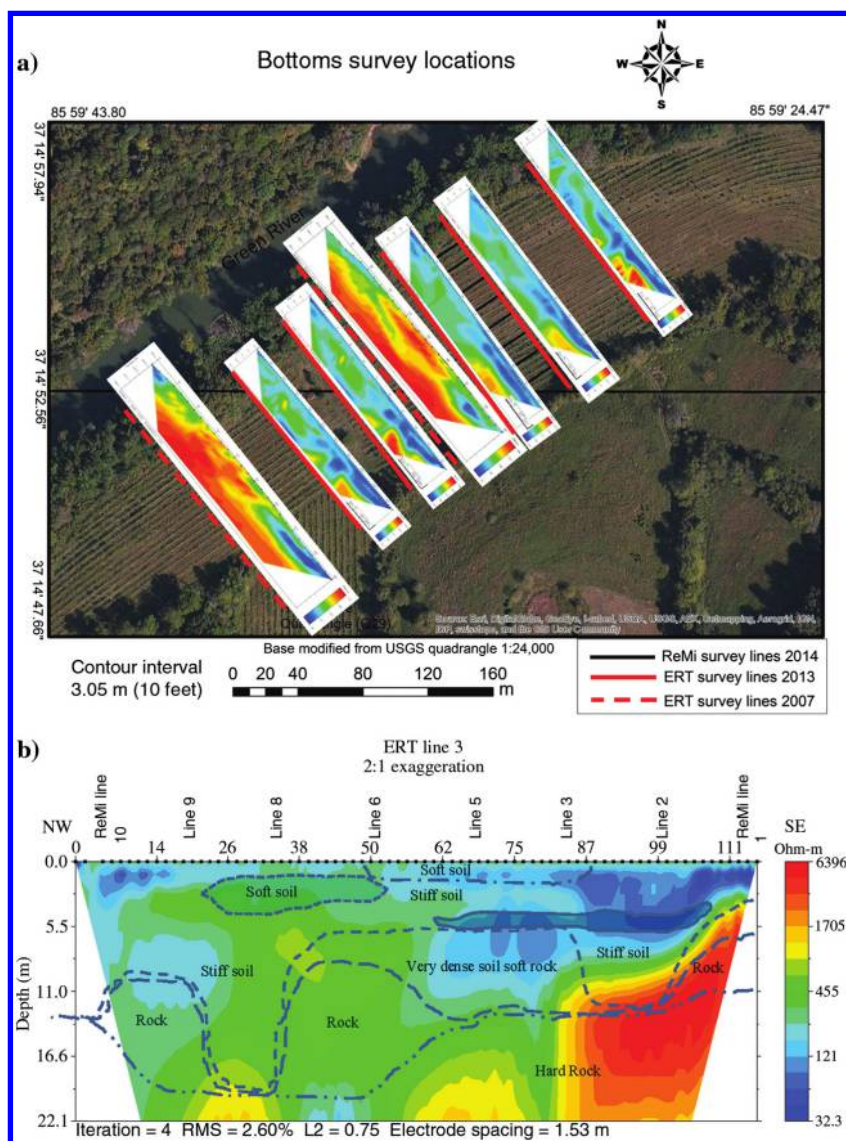 a)
Bottoms survey locations
N
W E
S
85 59' 43.80
85 59' 24.47"
37 14' 57.94"
37 14' 52.56"
37 14' 47.66"
Green River
Base modified from USGS quadrangle 1:24,000
Contour interval
3.05 m (10 feet)
0 20 40 80 120 160
m
ReMi survey lines 2014
ERT survey lines 2013
ERT survey lines 2007
b)
ERT line 3
2:1 exaggeration
NW
ReMi line
10
Line 9
Line 8
Line 6
Line 5
Line 3
Line 2
ReMi line
1
SE
0 14 26 38 50 62 75 87 99 111
Ohm-m
0.0
5.5
11.0
16.6
22.1
Depth (m)
Soft soil
Soft soil
Stiff soil
Stiff soil
Very dense soil soft rock
Stiff soil
Rock
Rock
Rock
Hard Rock
6396
1705
455
121
32.3
Iteration = 4 RMS = 2.60% L2 = 0.75 Electrode spacing = 1.53 m